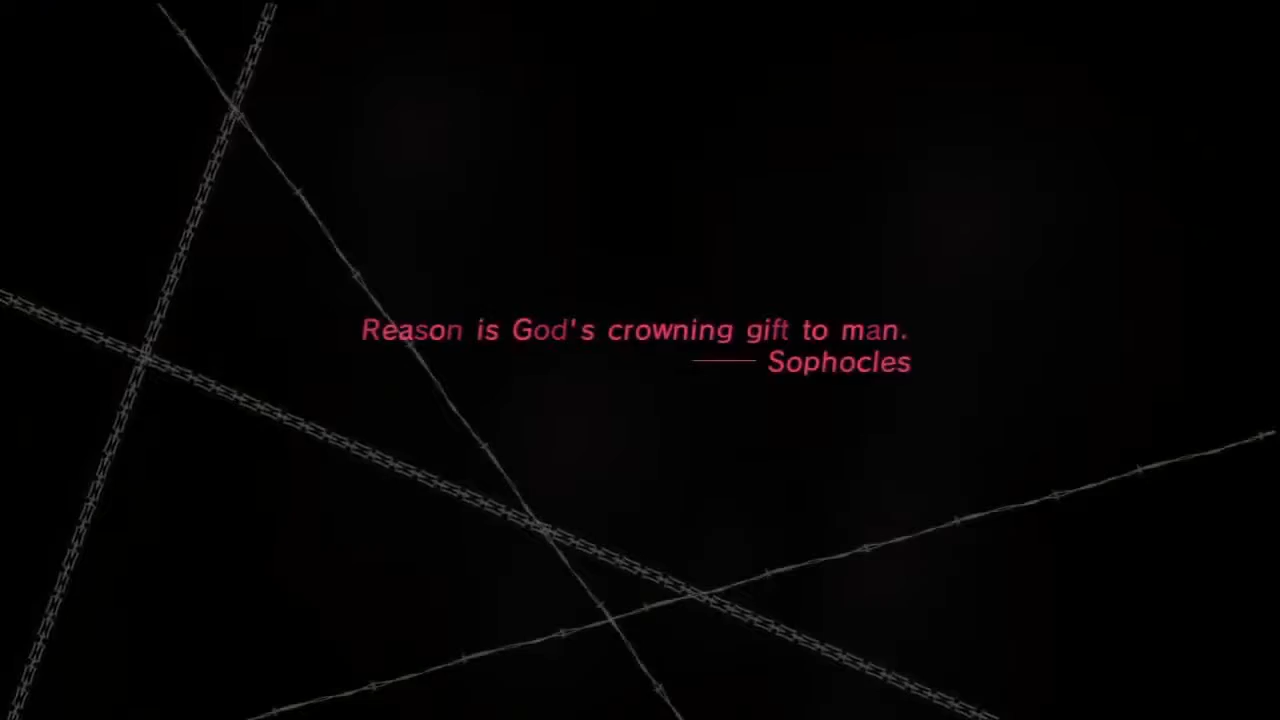 Reason is God's crowning gift to man.
—— Sophocles